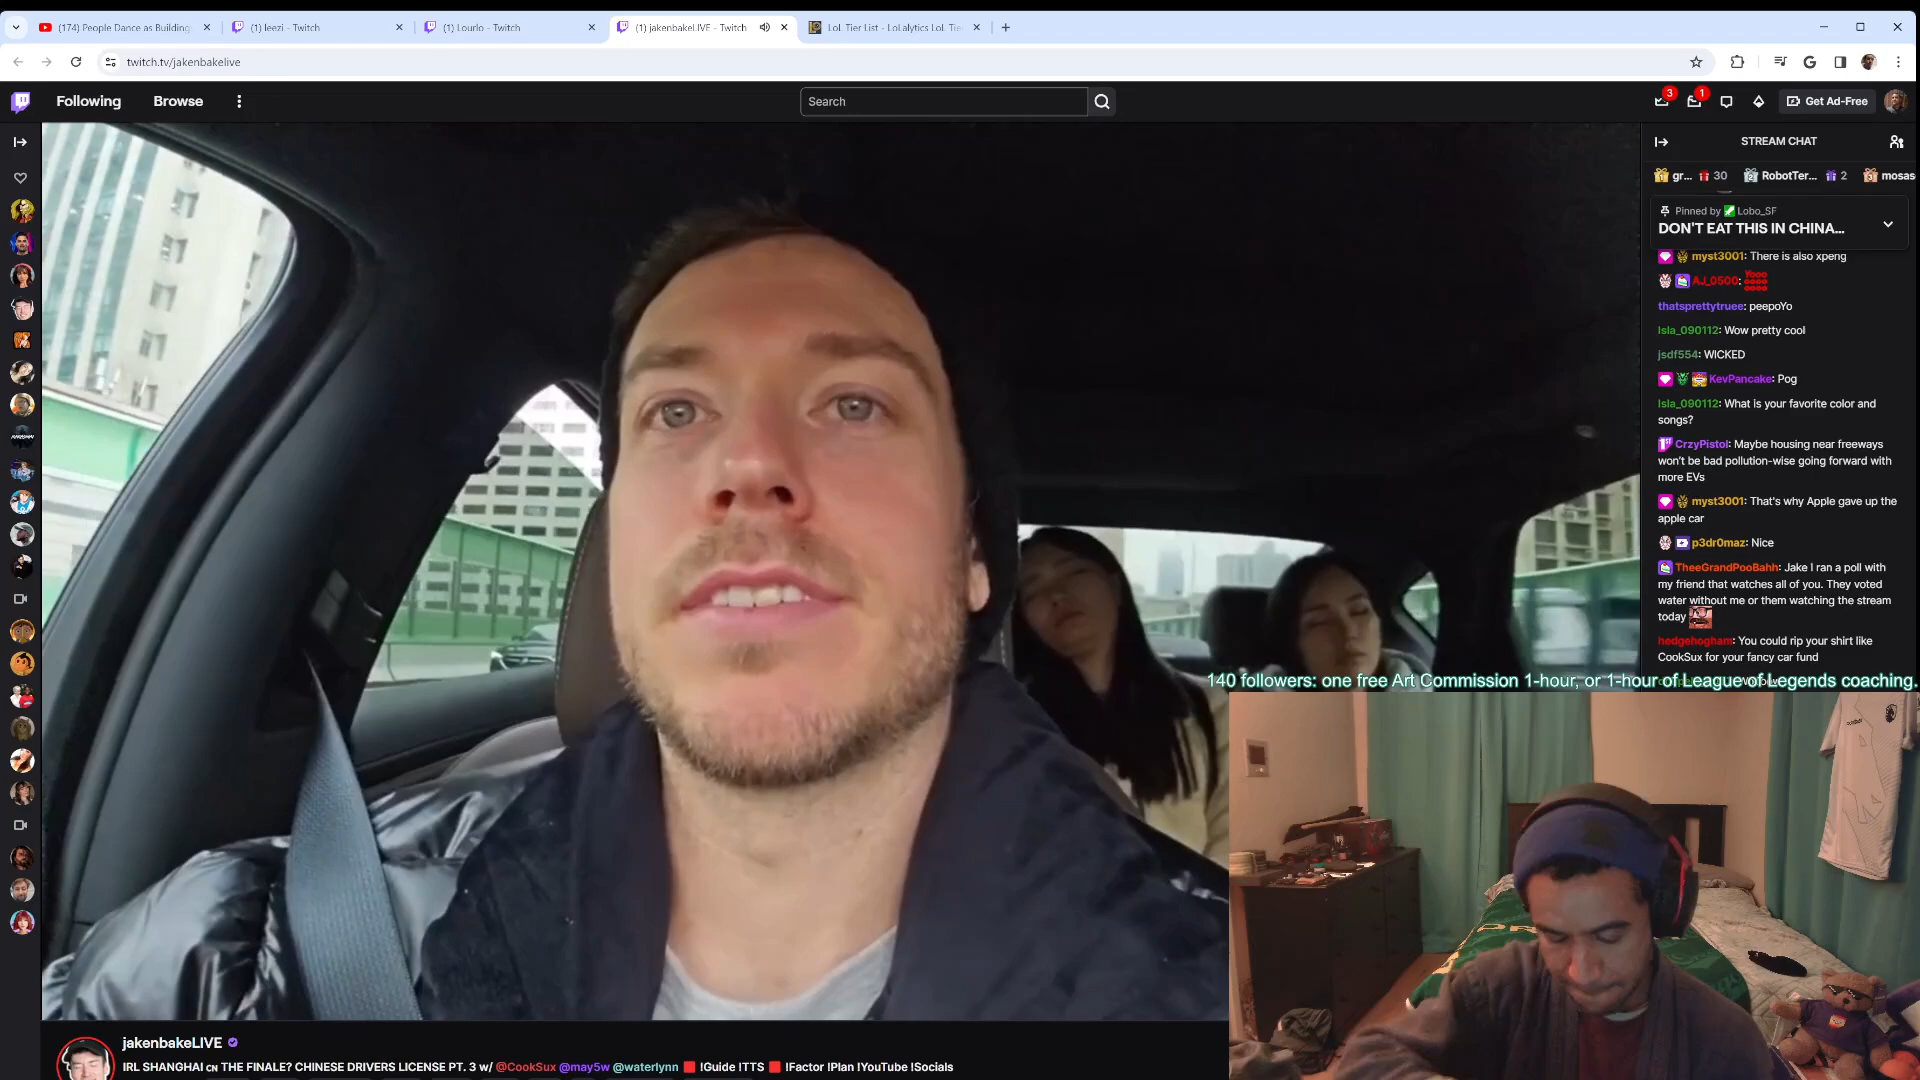 (174) People Dance as Building
(1) leezi - Twitch
(1) Lourlo - Twitch
(1) jakenbakeLIVE - Twitch
LoL Tier List - LoLalytics LoL Tie
twitch.tv/jakenbakelive
Following
Browse
Search
3
1
Get Ad-Free
STREAM CHAT
gr... 30
RobotTer... 2
mosas
Pinned by Lobo_SF
DON'T EAT THIS IN CHINA...
myst3001: There is also xpeng
AJ_0500:
thatsprettytruee: peepoYo
Isla_090112: Wow pretty cool
jsdf554: WICKED
KevPancake: Pog
Isla_090112: What is your favorite color and
songs?
CrzyPistol: Maybe housing near freeways
won't be bad pollution-wise going forward with
more EVs
myst3001: That's why Apple gave up the
apple car
p3dr0maz: Nice
TheeGrandPooBahh: Jake I ran a poll with
my friend that watches all of you. They voted
water without me or them watching the stream
today
hedgehogham: You could rip your shirt like
CookSux for your fancy car fund
140 followers: one free Art Commission 1-hour, or 1-hour of League of Legends coaching.
jakenbakeLIVE
IRL SHANGHAI CN THE FINALE? CHINESE DRIVERS LICENSE PT. 3 w/ @CookSux @may5w @waterlynn !Guide !TTS !Factor !Plan !YouTube !Socials